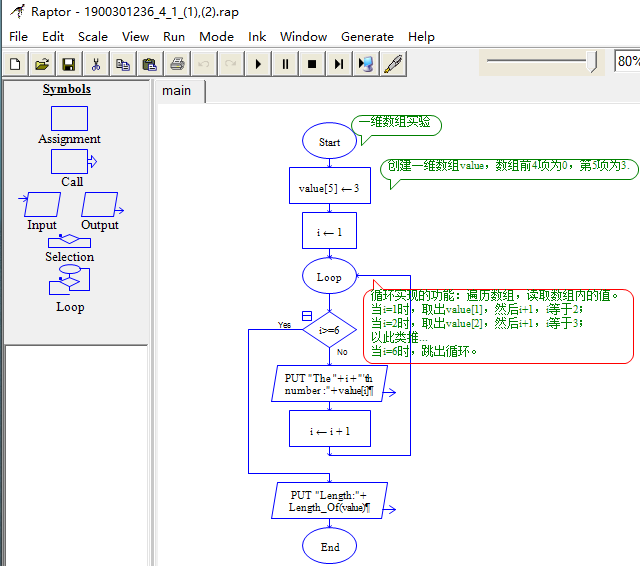 Raptor - 1900301236_4_1_(1),(2).rap
File Edit Scale View Run Mode Ink Window Generate Help
80%
Symbols
Assignment
Call
Input Output
Selection
Loop
main
Start
一维数组实验
value[5] ← 3
创建一维数组value，数组前4项为0，第5项为3.
i ← 1
Loop
循环实现的功能：遍历数组，读取数组内的值。
当i=1时，取出value[1]，然后i+1，i等于2；
当i=2时，取出value[2]，然后i+1，i等于3；
以此类推...
当i=6时，跳出循环。
Yes
i>=6
No
PUT "The "+ i + "'th
number :"+ value[i]¶
i ← i + 1
PUT "Length:"+
Length_Of(value)¶
End